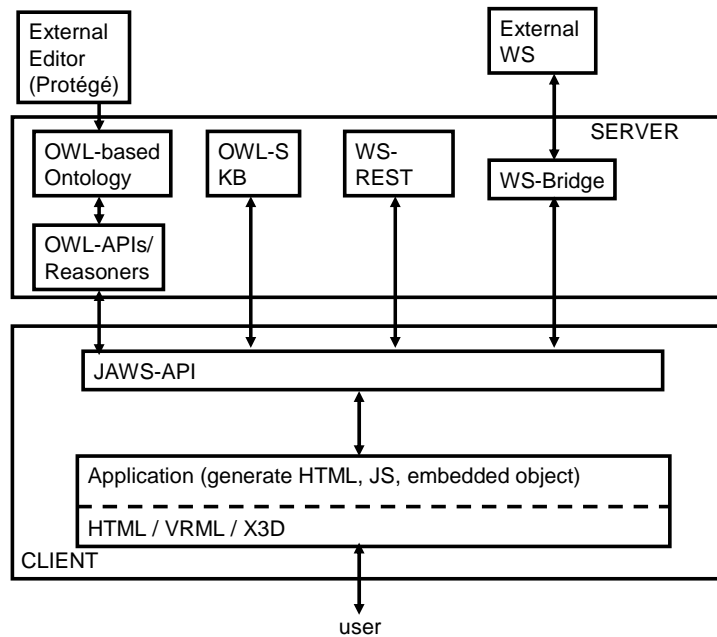 External
Editor
(Protégé)
External
WS
SERVER
OWL-based
Ontology
OWL-S
KB
WS-
REST
WS-Bridge
OWL-APIs/
Reasoners
JAWS-API
Application (generate HTML, JS, embedded object)
HTML / VRML / X3D
CLIENT
user